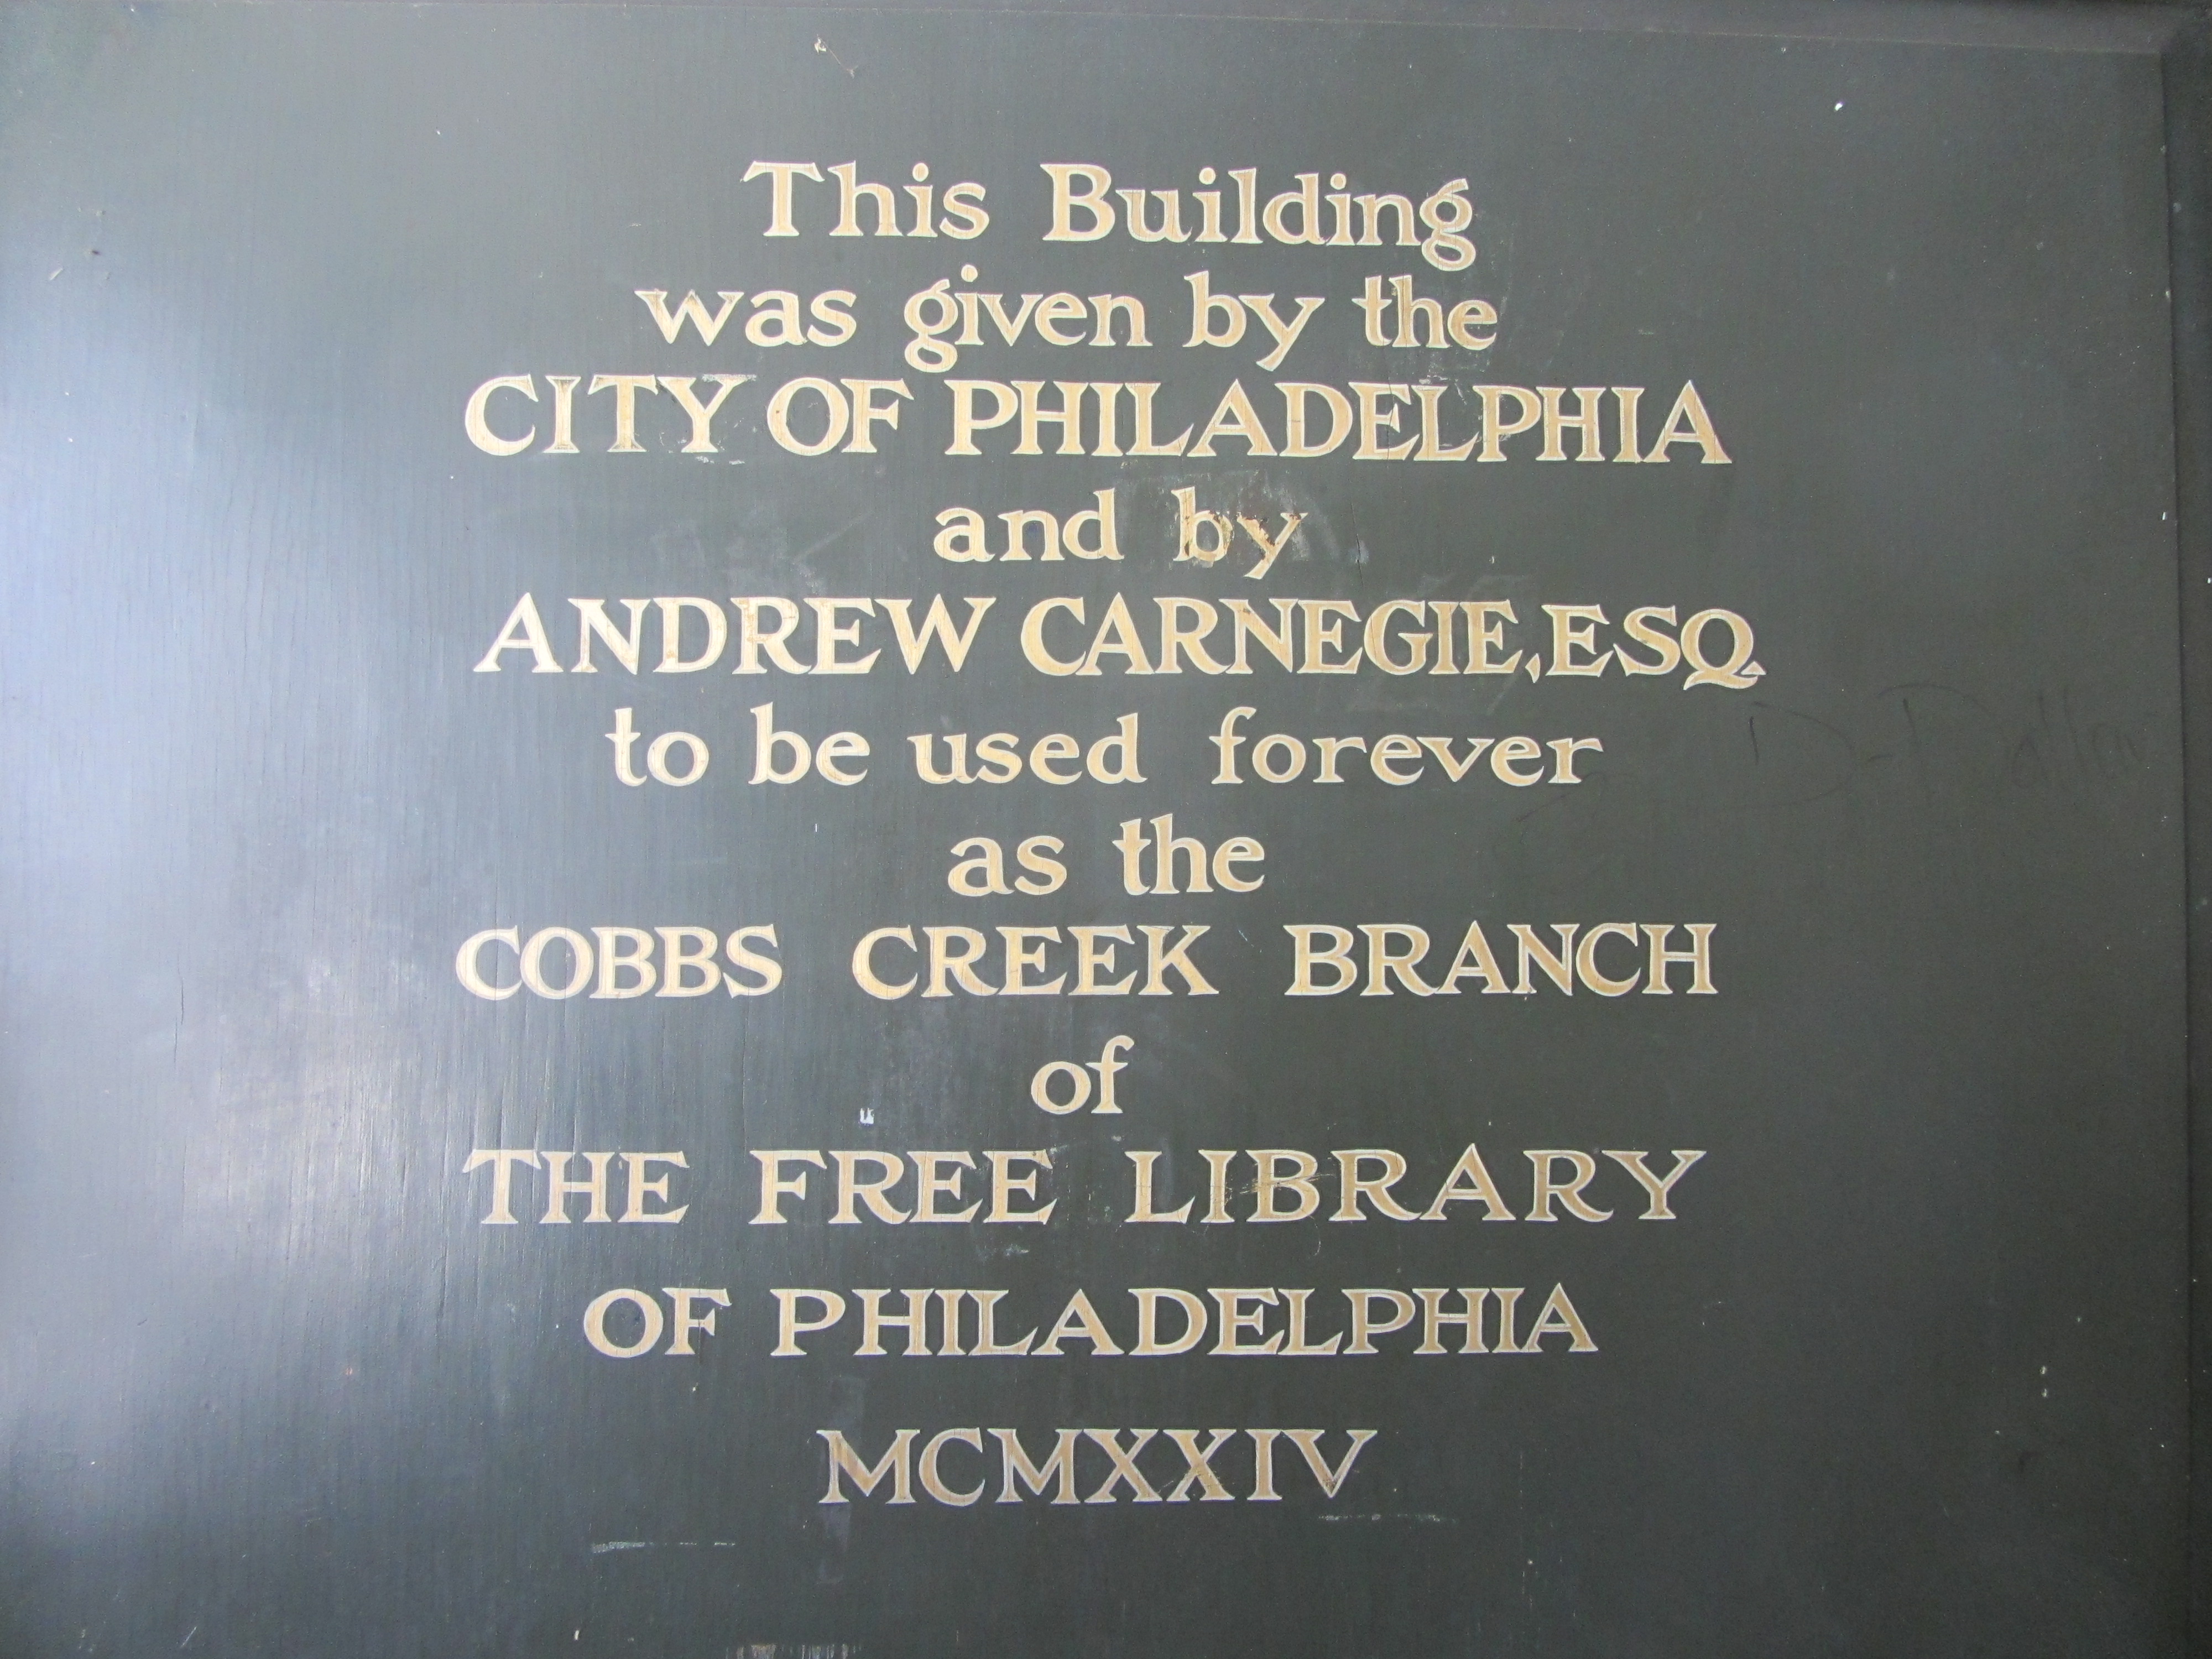 This Building
was given by the
CITY OF PHILADELPHIA
and by
ANDREW CARNEGIE, ESQ.
to be used forever
as the
COBBS CREEK BRANCH
of
THE FREE LIBRARY
OF PHILADELPHIA
MCMXXIV